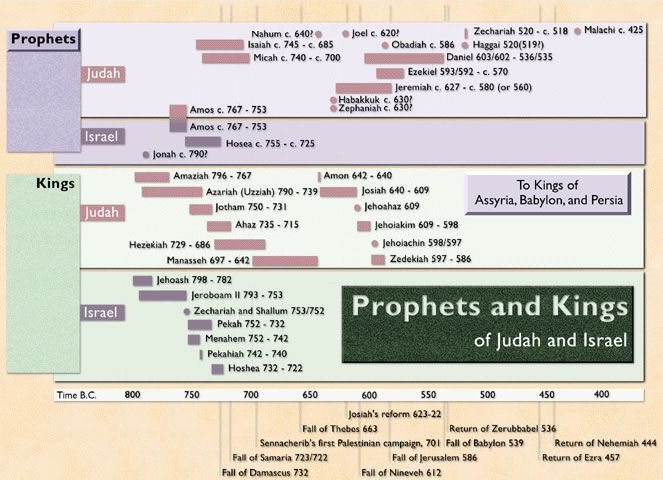 Prophets
Nahum c. 640?
Joel c. 620?
Zechariah 520 - c. 518
Malachi c. 425
Isaiah c. 745 - c. 685
Obadiah c. 586
Haggai 520(519?)
Micah c. 740 - c. 700
Daniel 603/602 - 536/535
Judah
Ezekiel 593/592 - c. 570
Jeremiah c. 627 - c. 580 (or 560)
Habakkuk c. 630?
Amos c. 767 - 753
Zephaniah c. 630?
Amos c. 767 - 753
Israel
Hosea c. 755 - c. 725
Jonah c. 790?
Kings
Amaziah 796 - 767
Amon 642 - 640
To Kings of
Assyria, Babylon, and Persia
Azariah (Uzziah) 790 - 739
Josiah 640 - 609
Judah
Jotham 750 - 731
Jehoahaz 609
Ahaz 735 - 715
Jehoiakim 609 - 598
Hezekiah 729 - 686
Jehoiachin 598/597
Manasseh 697 - 642
Zedekiah 597 - 586
Jehoash 798 - 782
Jeroboam II 793 - 753
Israel
Zechariah and Shallum 753/752
Pekah 752 - 732
Menahem 752 - 742
Pekahiah 742 - 740
Hoshea 732 - 722
Prophets and Kings
of Judah and Israel
Time B.C. 800 750 700 650 600 550 500 450 400
Josiah's reform 623-22
Fall of Thebes 663
Return of Zerubbabel 536
Sennacherib's first Palestinian campaign, 701
Fall of Babylon 539
Return of Nehemiah 444
Fall of Samaria 723/722
Fall of Jerusalem 586
Return of Ezra 457
Fall of Damascus 732
Fall of Nineveh 612